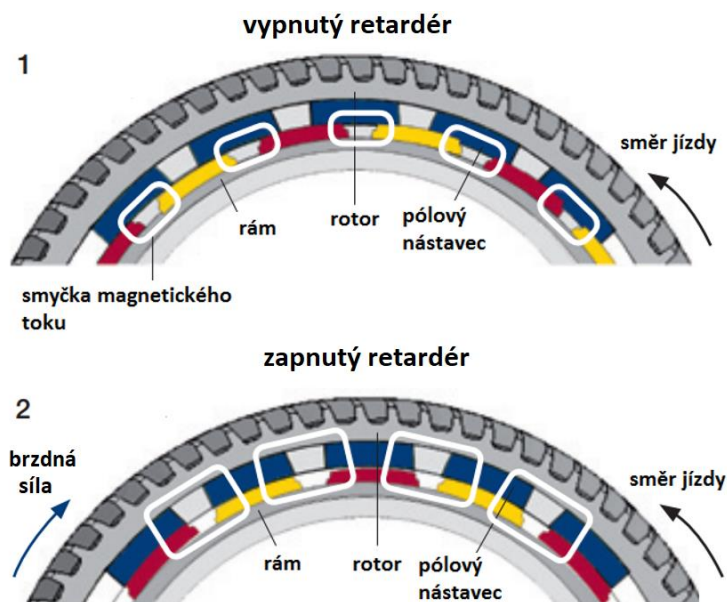 vypnutý retardér
1
směr jízdy
rám
rotor
pólový
nástavec
smyčka magnetického
toku
zapnutý retardér
2
brzdná
síla
směr jízdy
rám
rotor
pólový
nástavec